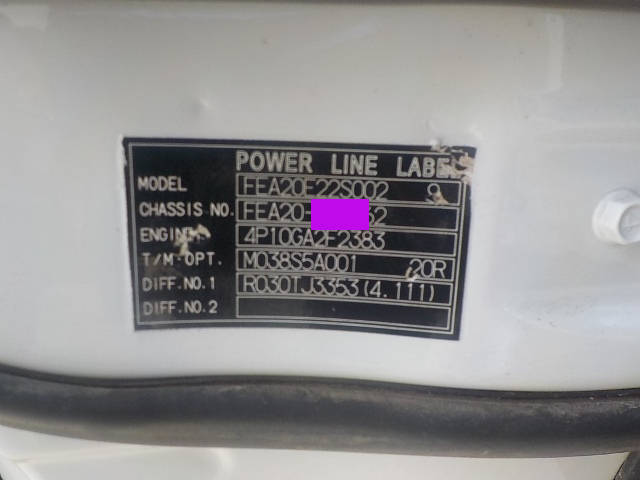 POWER LINE LABEL
MODEL FEA20E22S002 9
CHASSIS NO. FEA20- 52
ENGINE 4P10GA2F2383
T/M-OPT. M038S5A001 20R
DIFF.NO.1 R030TJ3353(4.111)
DIFF.NO.2